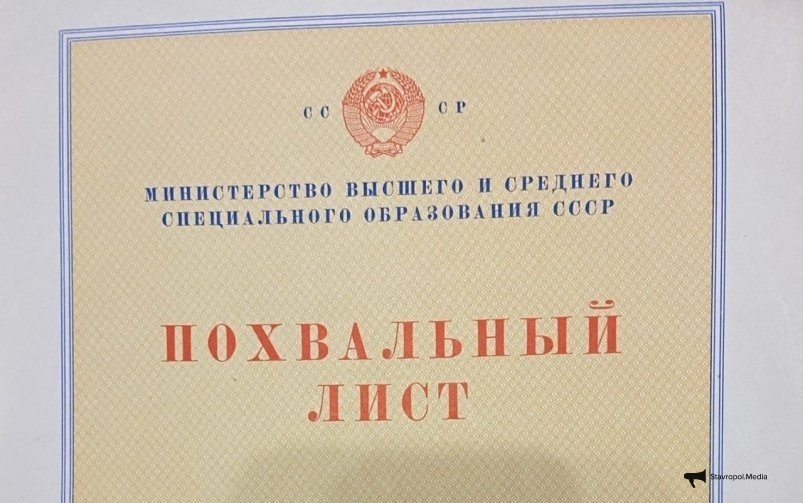 СС СР
МИНИСТЕРСТВО ВЫСШЕГО И СРЕДНЕГО
СПЕЦИАЛЬНОГО ОБРАЗОВАНИЯ СССР
ПОХВАЛЬНЫЙ
ЛИСТ
Stavropol.Media